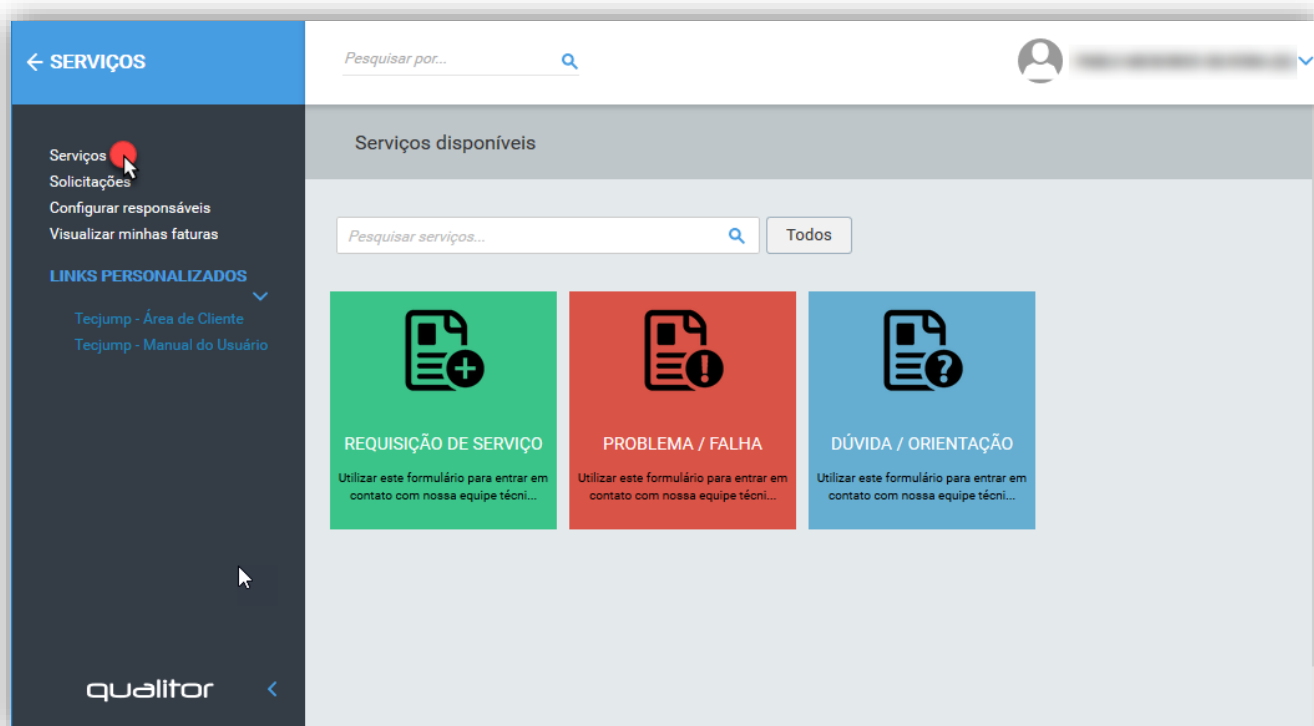 SERVIÇOS
Pesquisar por...
Serviços
Solicitações
Configurar responsáveis
Visualizar minhas faturas
LINKS PERSONALIZADOS
Tecjump - Área de Cliente
Tecjump - Manual do Usuário
qualitor
Serviços disponíveis
Pesquisar serviços...
Todos
REQUISIÇÃO DE SERVIÇO
Utilizar este formulário para entrar em
contato com nossa equipe técni...
PROBLEMA / FALHA
Utilizar este formulário para entrar em
contato com nossa equipe técni...
DÚVIDA / ORIENTAÇÃO
Utilizar este formulário para entrar em
contato com nossa equipe técni...